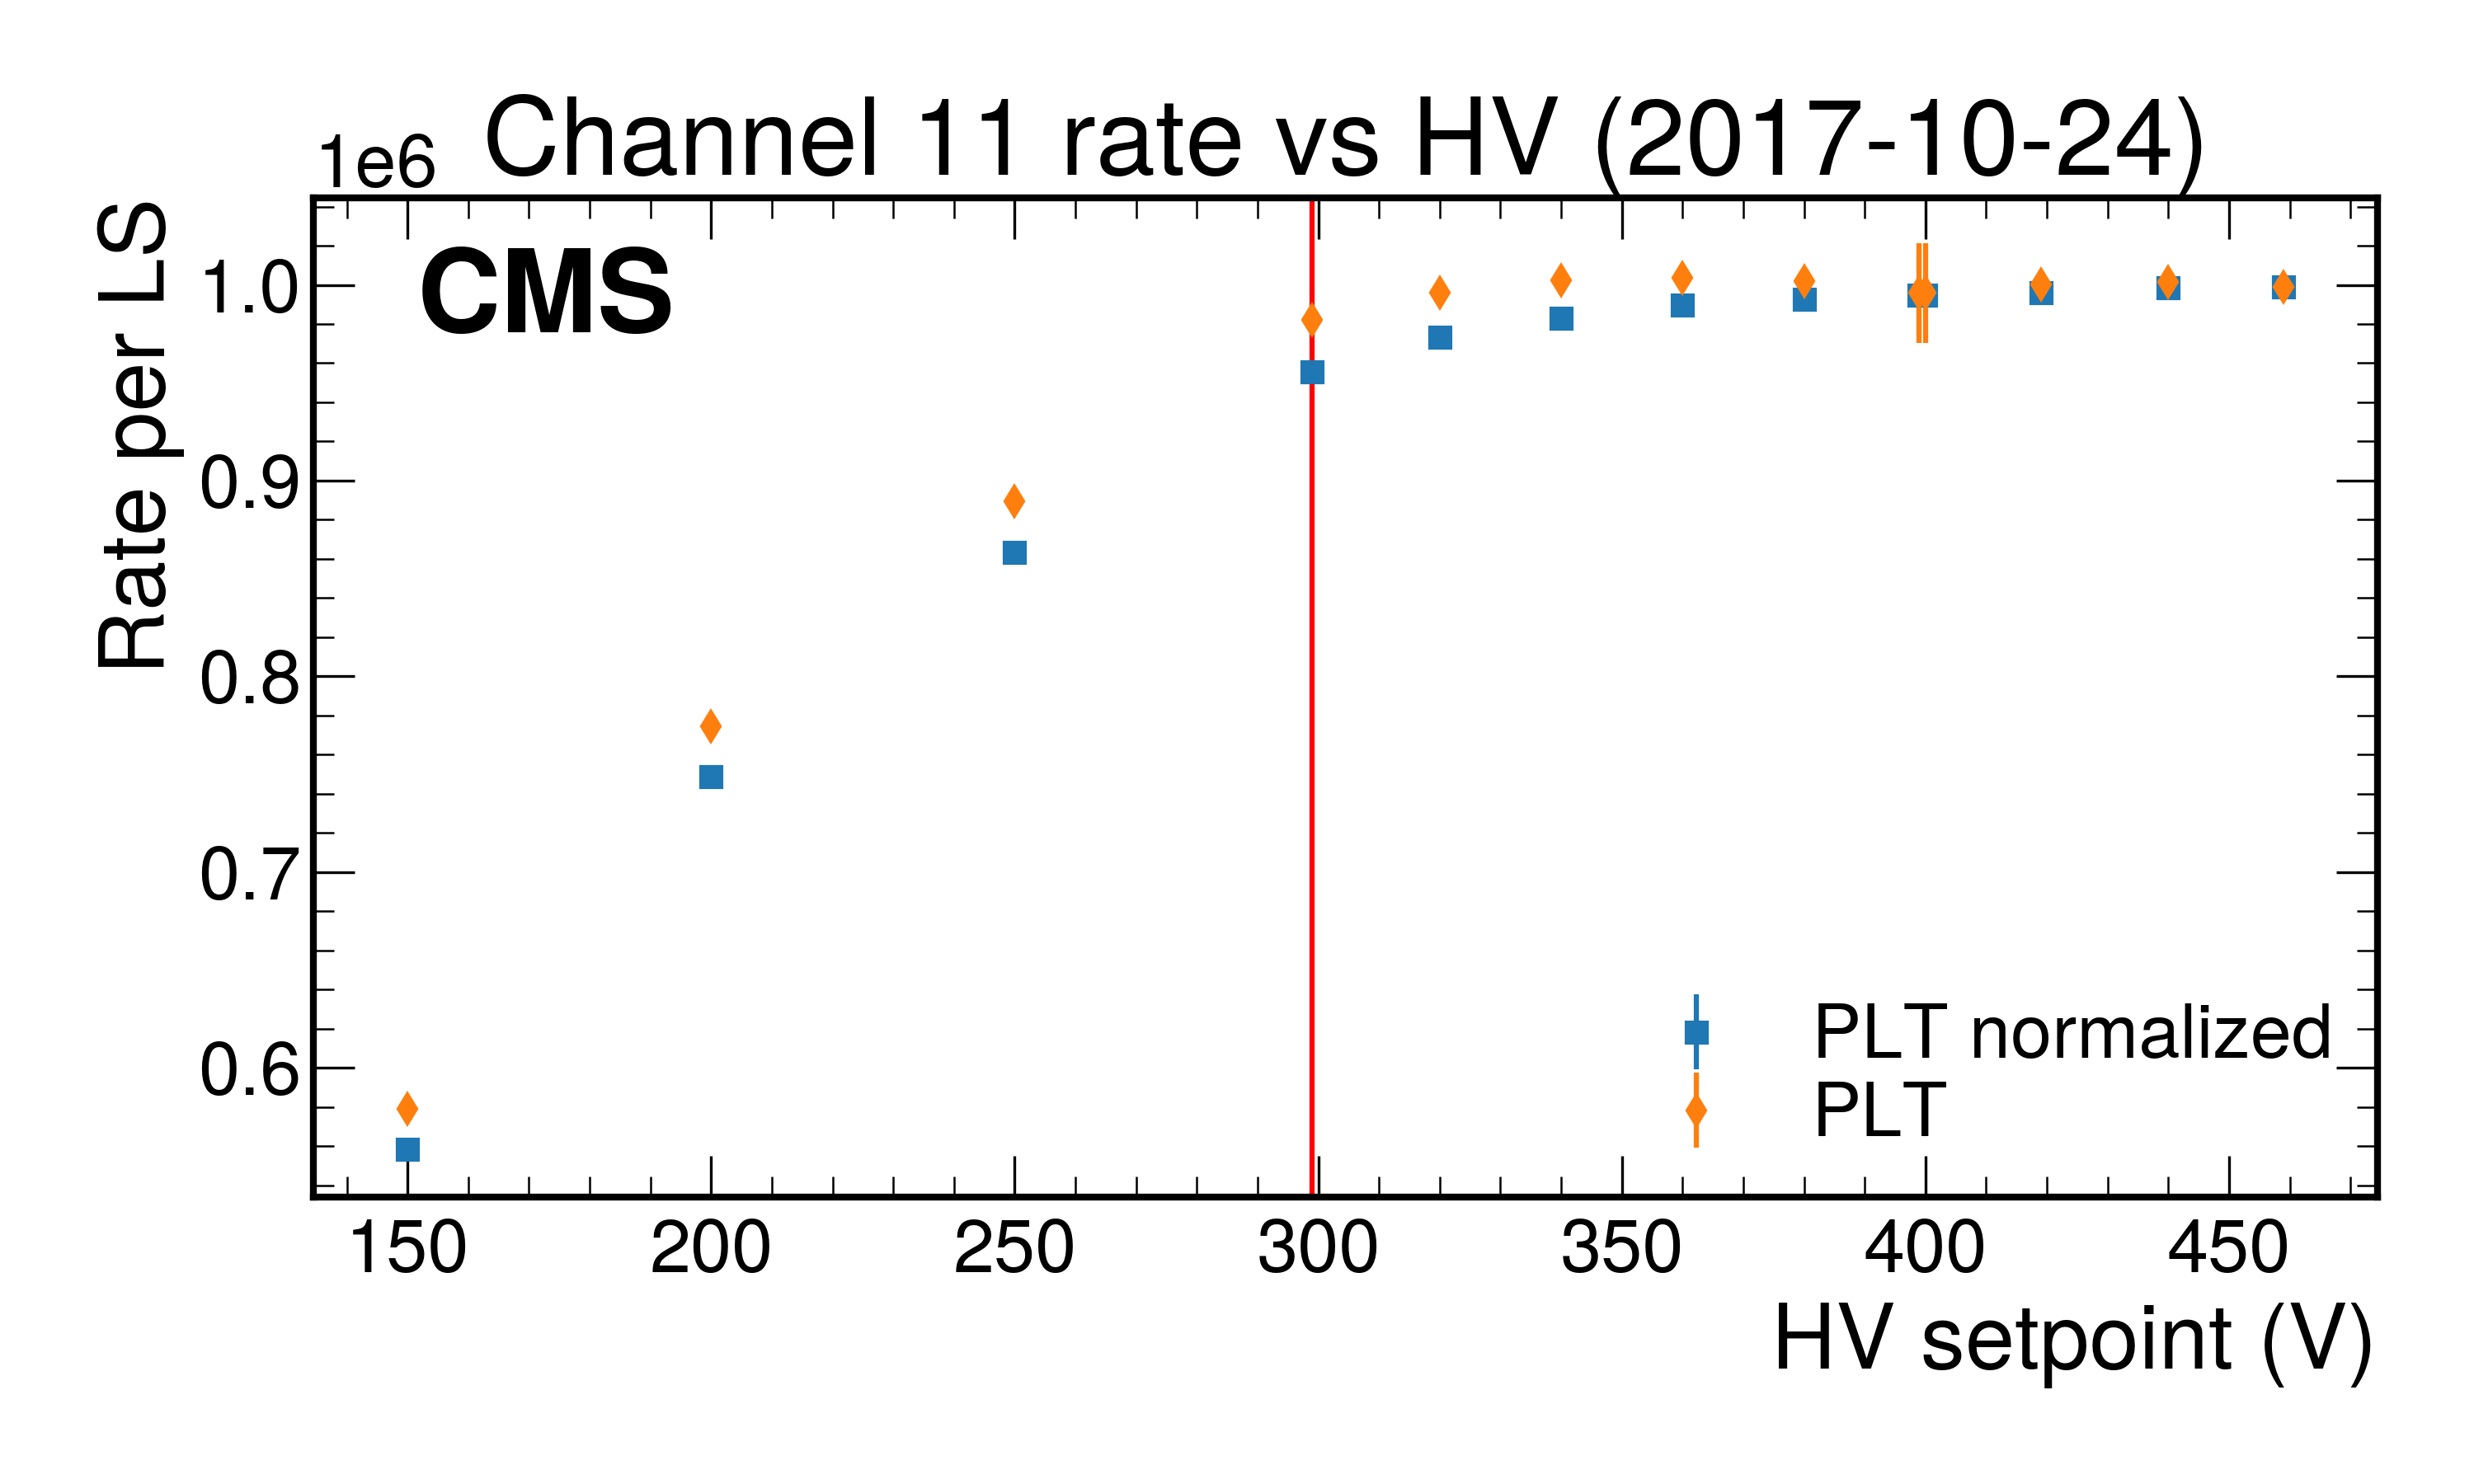 Channel 11 rate vs HV (2017-10-24)
1e6
CMS
Rate per LS
1.0
0.9
0.8
0.7
0.6
PLT normalized
PLT
150 200 250 300 350 400 450
HV setpoint (V)